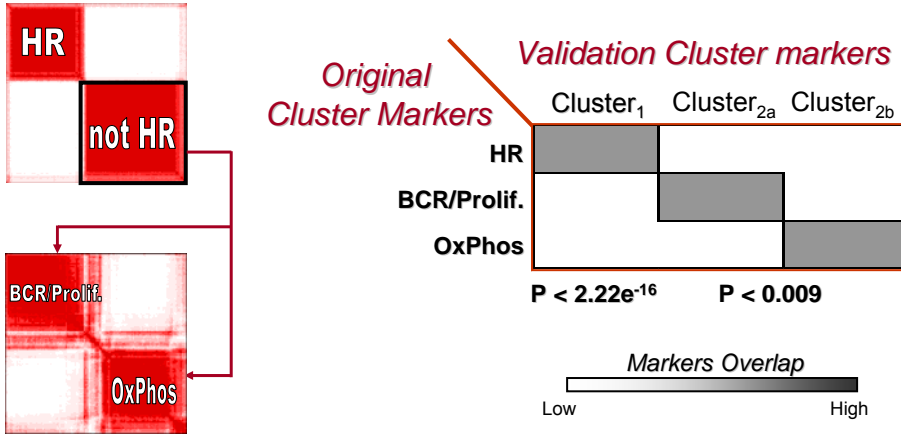 HR
not HR
BCR/Prolif.
OxPhos
Original
Cluster Markers
Validation Cluster markers
Cluster1 Cluster2a Cluster2b
HR
BCR/Prolif.
OxPhos
P < 2.22e-16 P < 0.009
Markers Overlap
Low High